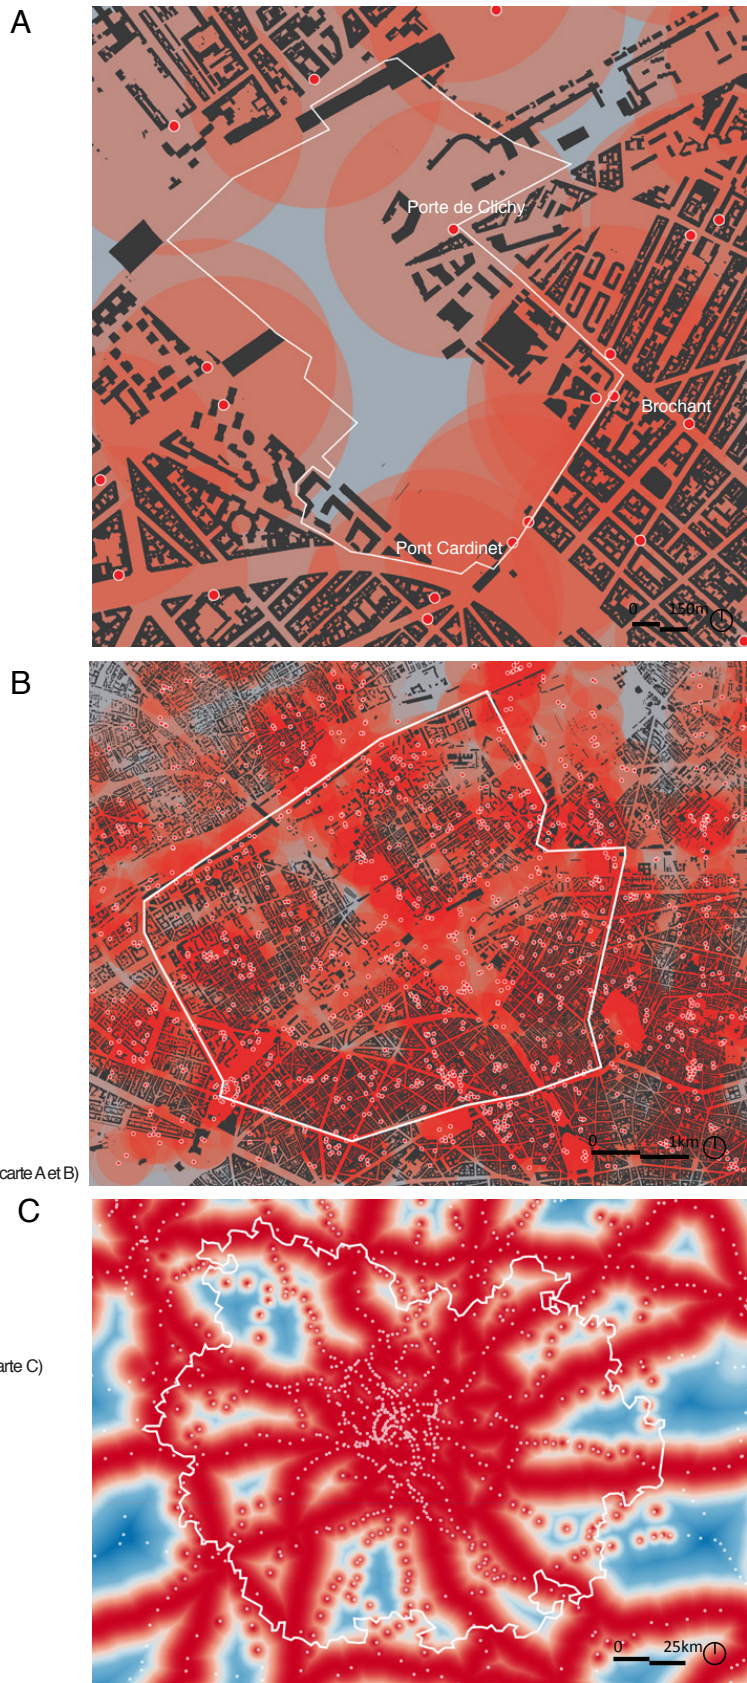 A
Porte de Clichy
Brochant
Pont Cardinet
0 150m
B
0 1km
carte A et B)
C
arte C)
0 25km